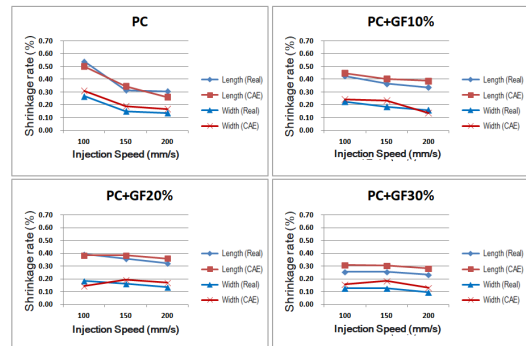 PC
Shrinkage rate (%)
0.70
0.60
0.50
0.40
0.30
0.20
0.10
0.00
100 150 200
Injection Speed (mm/s)
Length (Real)
Length (CAE)
Width (Real)
Width (CAE)
PC+GF10%
Shrinkage rate (%)
0.70
0.60
0.50
0.40
0.30
0.20
0.10
0.00
100 150 200
Injection Speed (mm/s)
Length (Real)
Length (CAE)
Width (Real)
Width (CAE)
PC+GF20%
Shrinkage rate (%)
0.70
0.60
0.50
0.40
0.30
0.20
0.10
0.00
100 150 200
Injection Speed (mm/s)
Length (Real)
Length (CAE)
Width (Real)
Width (CAE)
PC+GF30%
Shrinkage rate (%)
0.70
0.60
0.50
0.40
0.30
0.20
0.10
0.00
100 150 200
Injection Speed (mm/s)
Length (Real)
Length (CAE)
Width (Real)
Width (CAE)